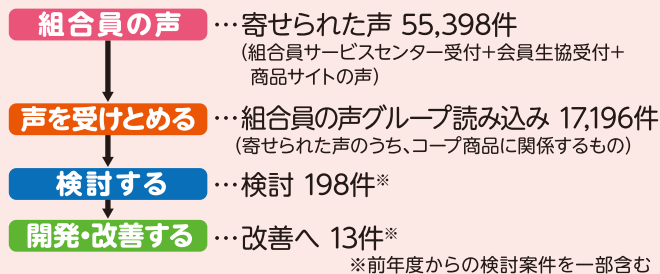 組合員の声 …寄せられた声 55,398件
(組合員サービスセンター受付＋会員生協受付＋
商品サイトの声)
声を受けとめる …組合員の声グループ読み込み 17,196件
(寄せられた声のうち、コープ商品に関係するもの)
検討する …検討 198件※
開発・改善する …改善へ 13件※
※前年度からの検討案件を一部含む